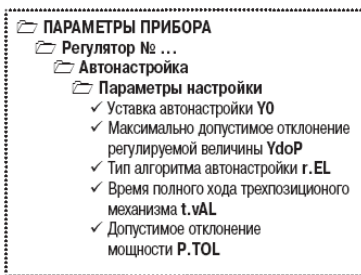 ПАРАМЕТРЫ ПРИБОРА
Регулятор № ...
Автонастройка
Параметры настройки
✓ Уставка автонастройки Y0
✓ Максимально допустимое отклонение
регулируемой величины YdoP
✓ Тип алгоритма автонастройки r.EL
✓ Время полного хода трехпозиционого
механизма t.vAL
✓ Допустимое отклонение
мощности P.TOL